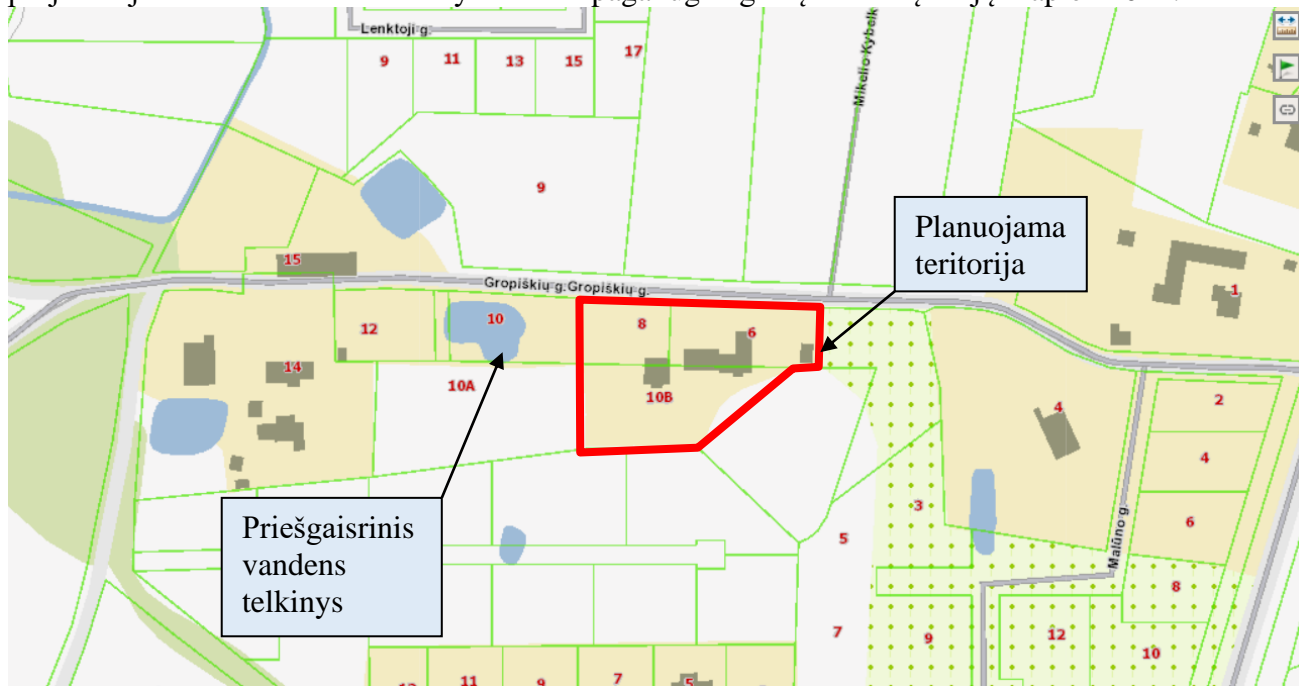 Lenktoji g.
9
11
13
15
17
Mikelio Kybelk
9
Planuojama
teritorija
15
Gropiškių g. Gropiškių g.
1
12
10
8
6
14
10A
10B
4
2
4
3
6
Priešgaisrinis
vandens
telkinys
5
Malūno g.
8
7
9
12
10
11
9
7
5